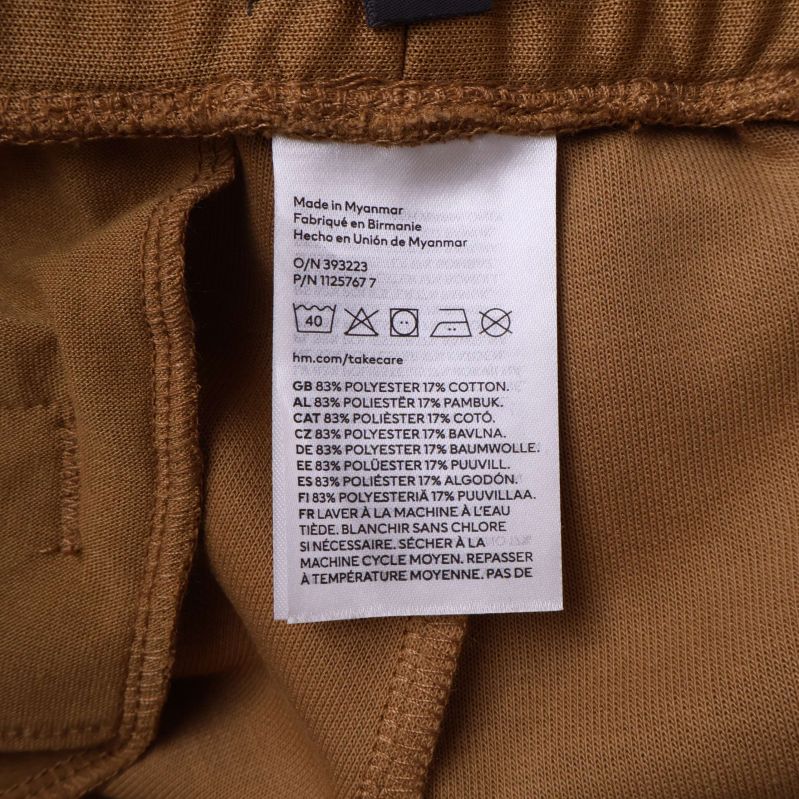 Made in Myanmar
Fabriqué en Birmanie
Hecho en Unión de Myanmar
O/N 393223
P/N 1125767 7
40
hm.com/takecare
GB 83% POLYESTER 17% COTTON.
AL 83% POLIESTËR 17% PAMBUK.
CAT 83% POLIÈSTER 17% COTÓ.
CZ 83% POLYESTER 17% BAVLNA.
DE 83% POLYESTER 17% BAUMWOLLE.
EE 83% POLÜESTER 17% PUUVILL.
ES 83% POLIÉSTER 17% ALGODÓN.
FI 83% POLYESTERIÄ 17% PUUVILLAA.
FR LAVER À LA MACHINE À L'EAU
TIÈDE. BLANCHIR SANS CHLORE
SI NÉCESSAIRE. SÉCHER À LA
MACHINE CYCLE MOYEN. REPASSER
À TEMPÉRATURE MOYENNE. PAS DE